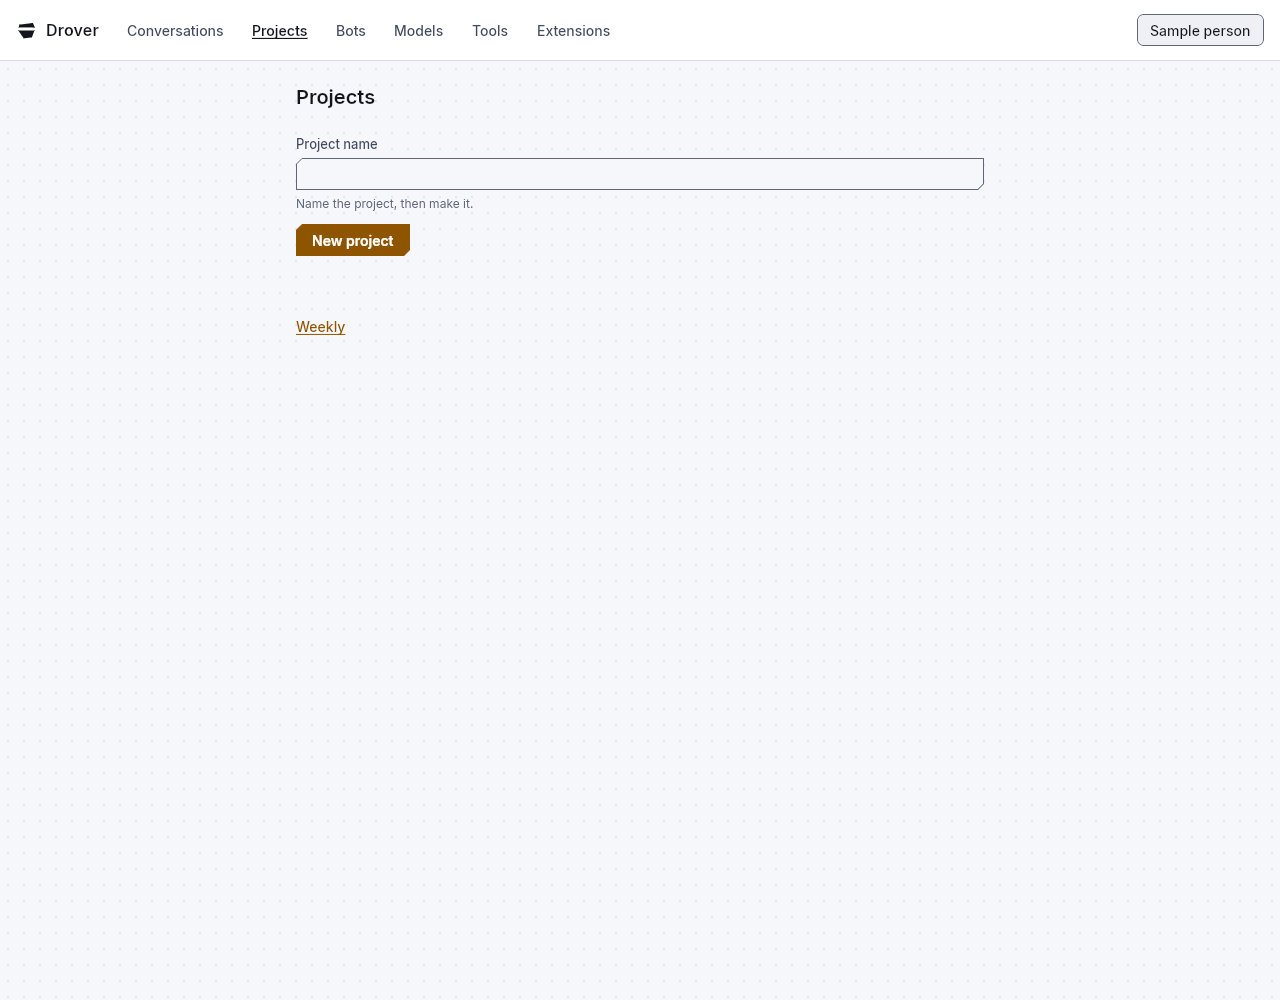 Drover
Conversations
Projects
Bots
Models
Tools
Extensions
Sample person
Projects
Project name
Name the project, then make it.
New project
Weekly